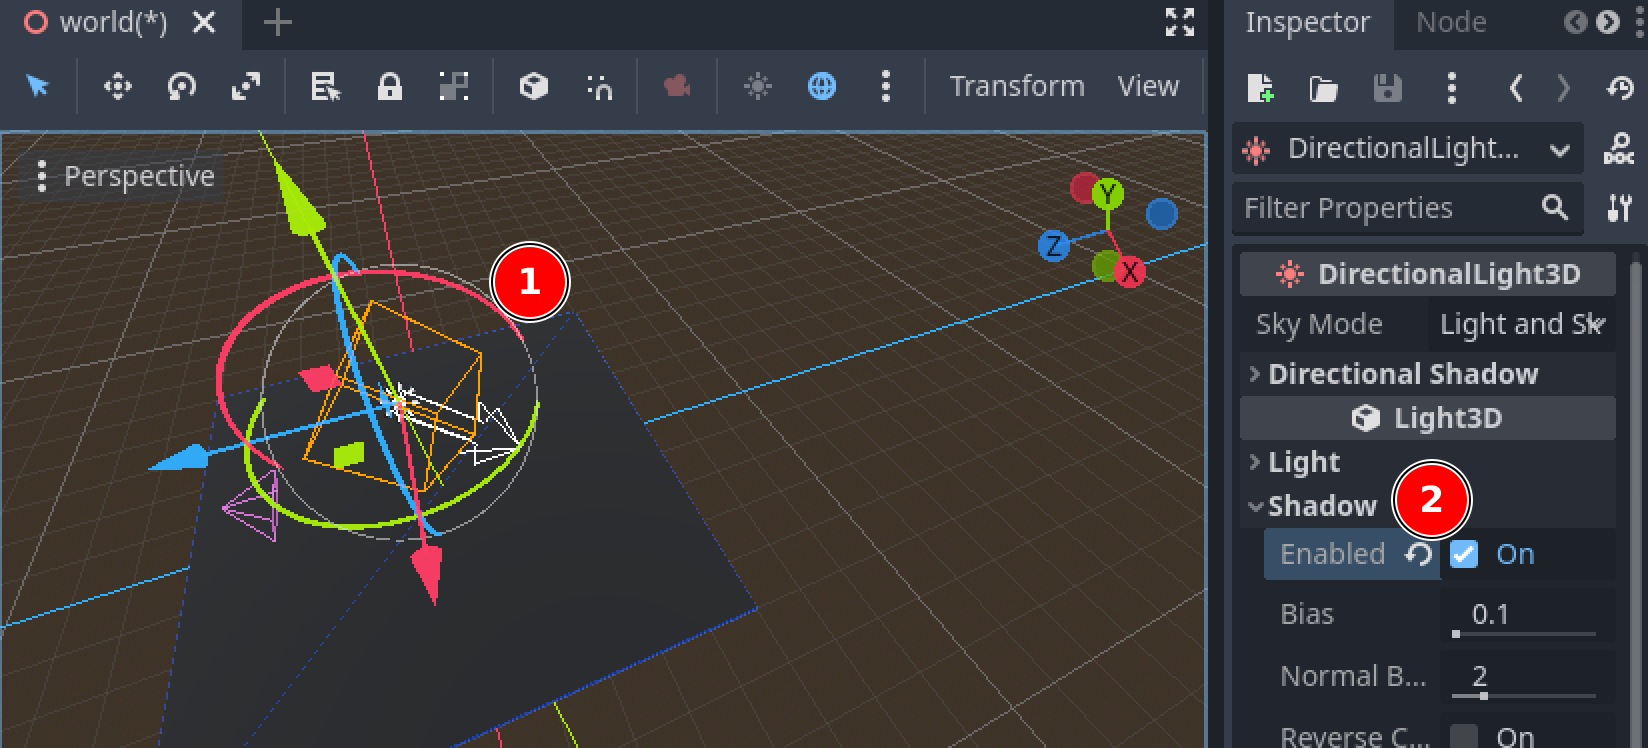 world(*)
Inspector
Node
Transform
View
Perspective
Y
Z
X
1
DirectionalLight...
DOC
Filter Properties
DirectionalLight3D
Sky Mode
Light and Sk
Directional Shadow
Light3D
Light
Shadow
2
Enabled
On
Bias
0.1
Normal B...
2
Reverse C...
On